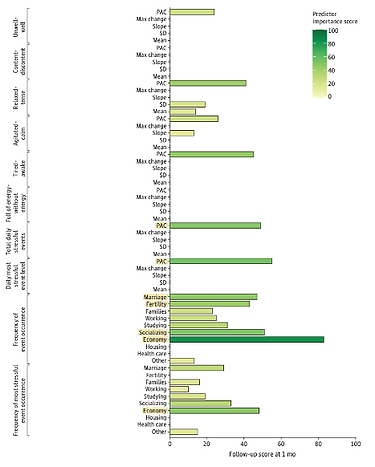 Predictor
importance score
100
80
60
40
20
0
Unwell-
well
PAC
Max change
Slope
SD
Mean
Content-
discontent
PAC
Max change
Slope
SD
Mean
Relaxed-
tense
PAC
Max change
Slope
SD
Mean
Agitated-
calm
PAC
Max change
Slope
SD
Mean
Tired-
awake
PAC
Max change
Slope
SD
Mean
Full of energy-
without
energy
PAC
Max change
Slope
SD
Mean
Total daily
stressful
events
PAC
Max change
Slope
SD
Mean
Daily most
stressful
event level
PAC
Max change
Slope
SD
Mean
Frequency of
event occurrence
Marriage
Fertility
Families
Working
Studying
Socializing
Economy
Housing
Health care
Other
Frequency of most stressful
event occurrence
Marriage
Fertility
Families
Working
Studying
Socializing
Economy
Housing
Health care
Other
0
20
40
60
80
100
Follow-up score at 1 mo